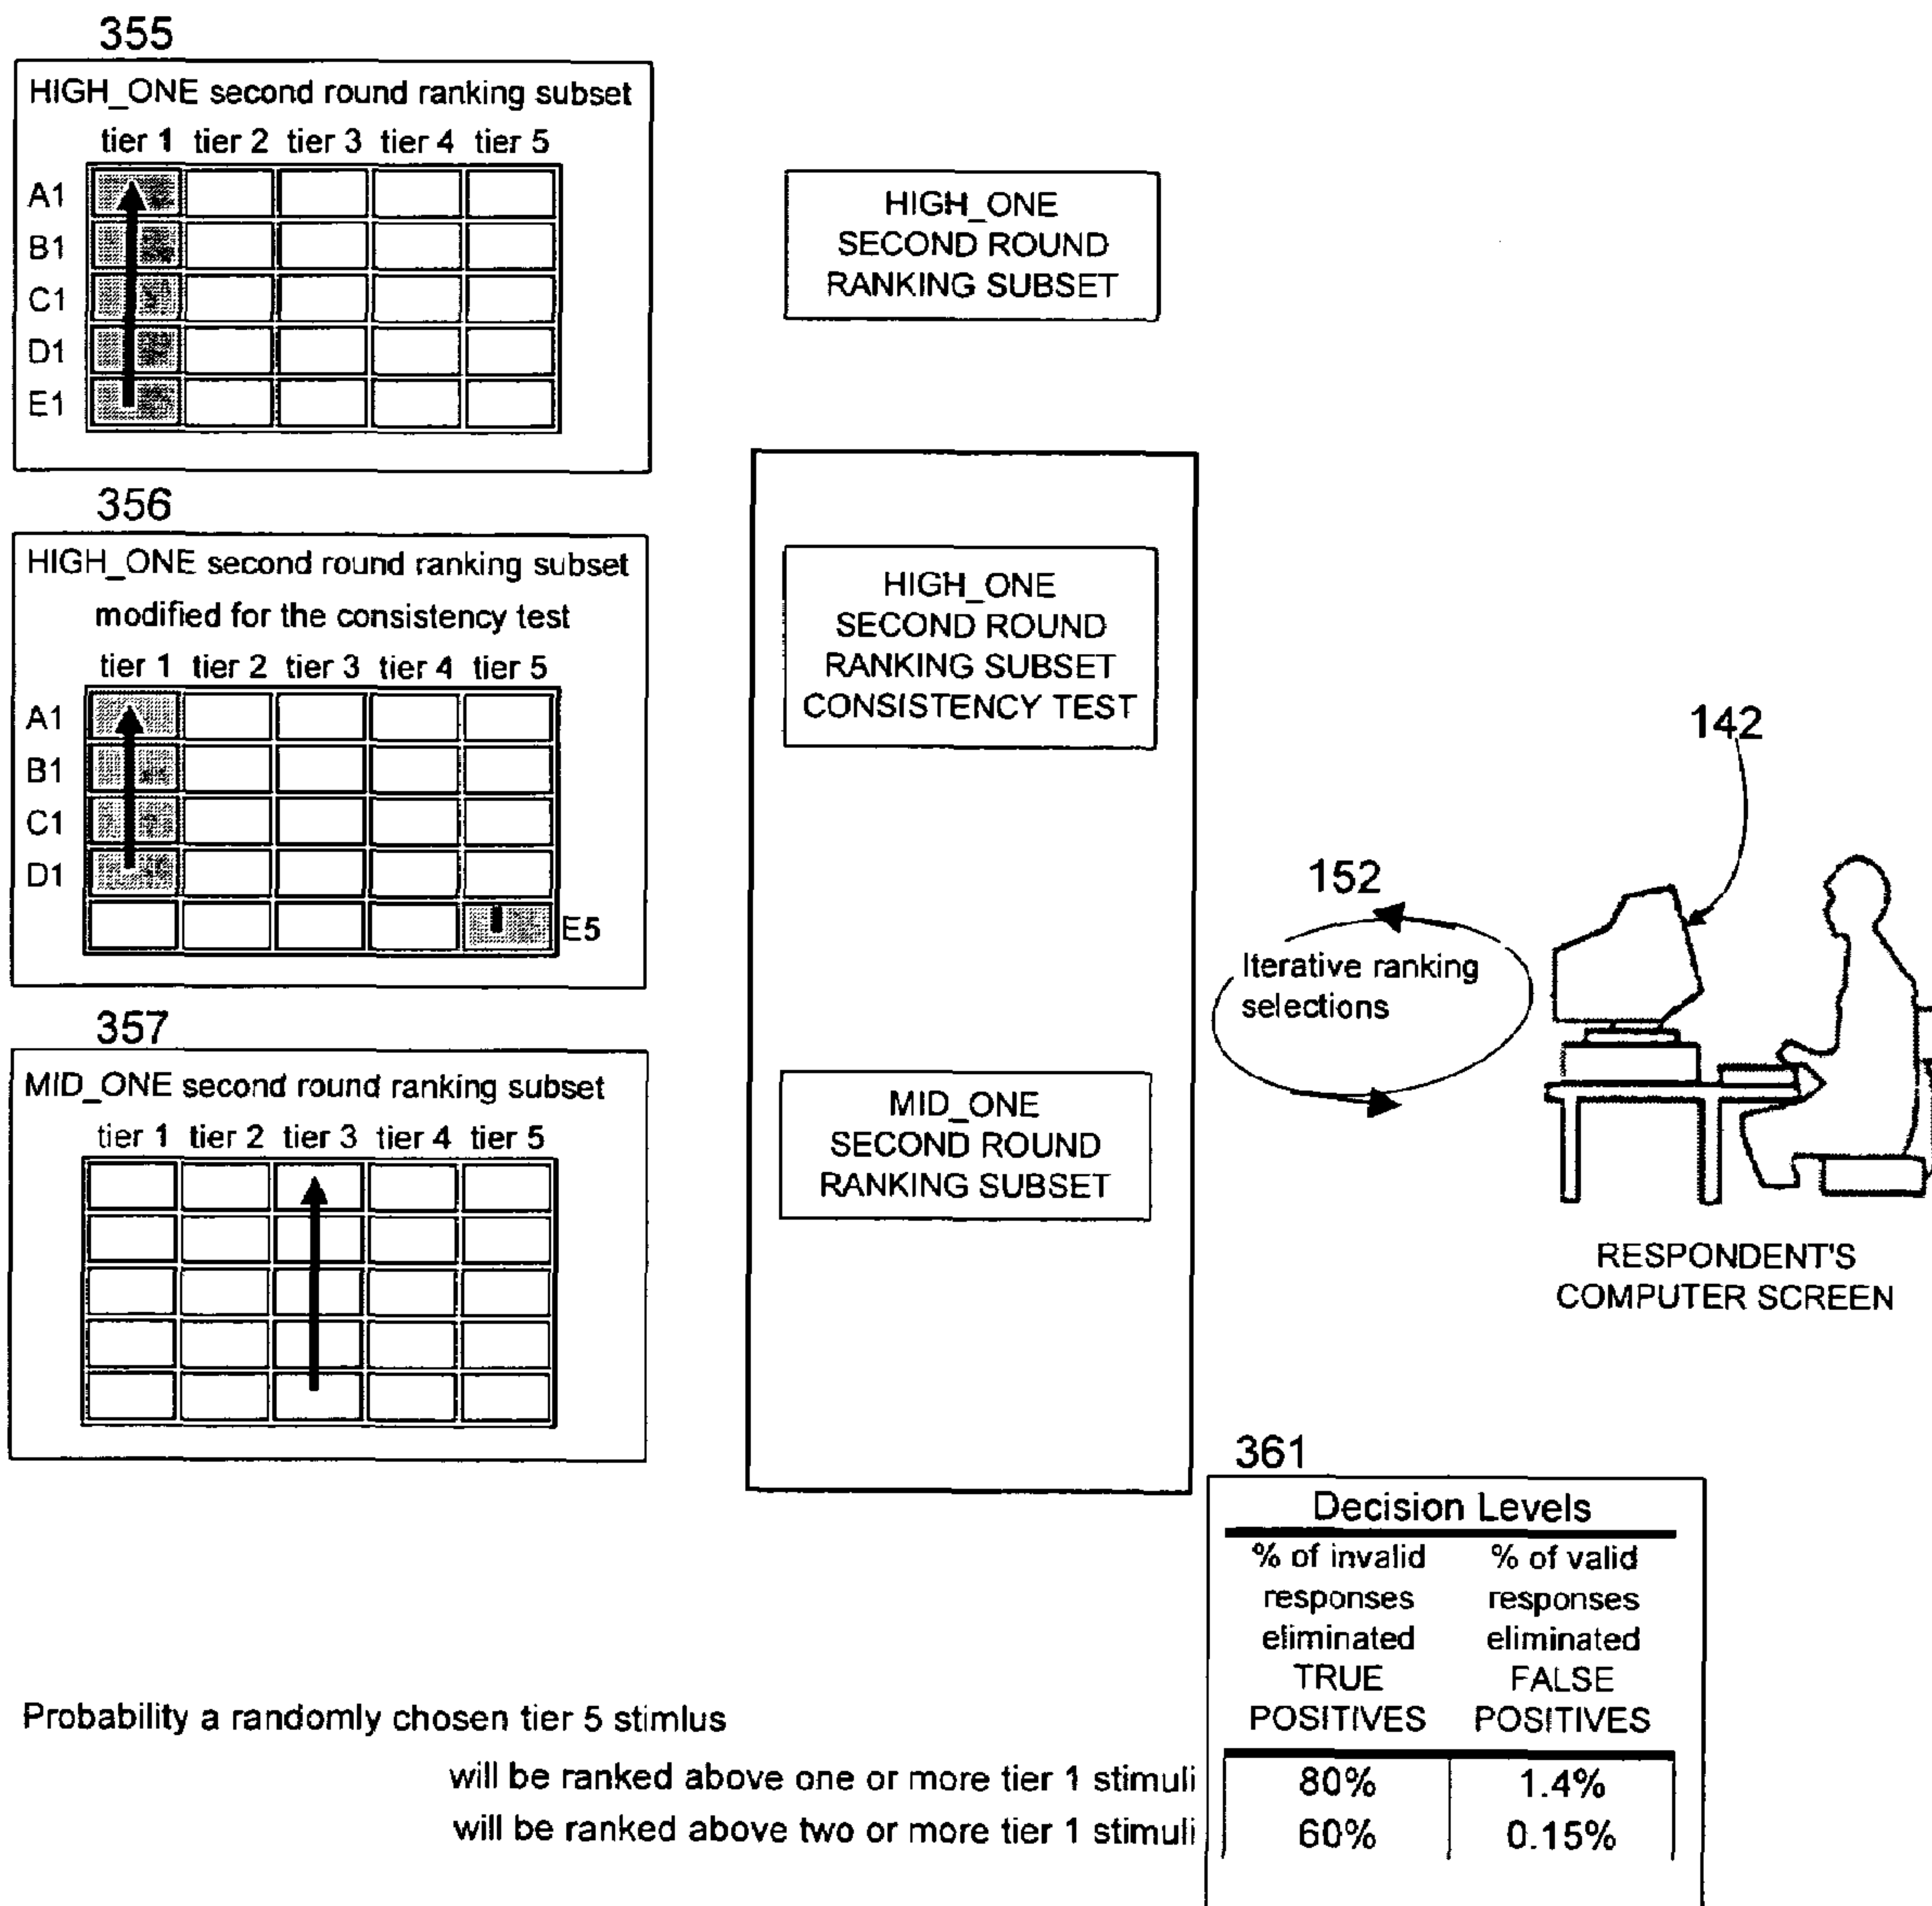 355
HIGH_ONE second round ranking subset
tier 1 tier 2 tier 3 tier 4 tier 5
A1
B1
C1
D1
E1
HIGH_ONE
SECOND ROUND
RANKING SUBSET
356
HIGH_ONE second round ranking subset
modified for the consistency test
tier 1 tier 2 tier 3 tier 4 tier 5
A1
B1
C1
D1
E5
HIGH_ONE
SECOND ROUND
RANKING SUBSET
CONSISTENCY TEST
142
152
Iterative ranking
selections
357
MID_ONE second round ranking subset
tier 1 tier 2 tier 3 tier 4 tier 5
MID_ONE
SECOND ROUND
RANKING SUBSET
RESPONDENT'S
COMPUTER SCREEN
361
Decision Levels
% of invalid % of valid
responses responses
eliminated eliminated
TRUE FALSE
POSITIVES POSITIVES
Probability a randomly chosen tier 5 stimlus
will be ranked above one or more tier 1 stimuli 80% 1.4%
will be ranked above two or more tier 1 stimuli 60% 0.15%